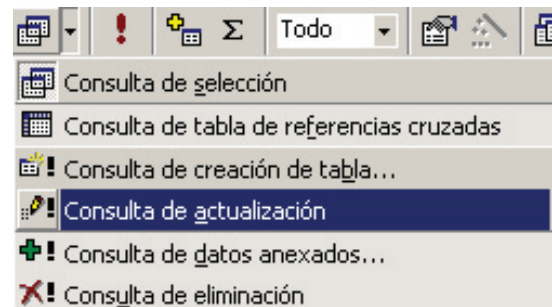 Todo
Consulta de selección
Consulta de tabla de referencias cruzadas
Consulta de creación de tabla...
Consulta de actualización
Consulta de datos anexados...
Consulta de eliminación